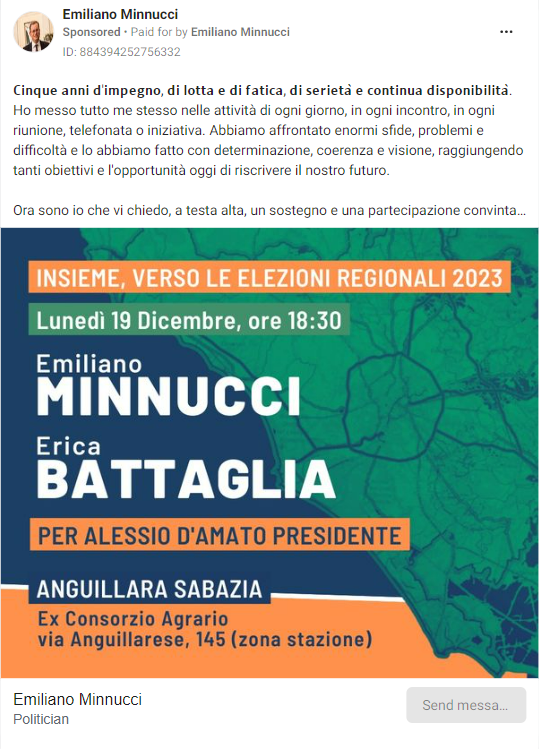 Emiliano Minnucci
Sponsored • Paid for by Emiliano Minnucci
ID: 884394252756332
Cinque anni d'impegno, di lotta e di fatica, di serietà e continua disponibilità.
Ho messo tutto me stesso nelle attività di ogni giorno, in ogni incontro, in ogni
riunione, telefonata o iniziativa. Abbiamo affrontato enormi sfide, problemi e
difficoltà e lo abbiamo fatto con determinazione, coerenza e visione, raggiungendo
tanti obiettivi e l'opportunità oggi di riscrivere il nostro futuro.
Ora sono io che vi chiedo, a testa alta, un sostegno e una partecipazione convinta...
INSIEME, VERSO LE ELEZIONI REGIONALI 2023
Lunedì 19 Dicembre, ore 18:30
Emiliano
MINNUCCI
Erica
BATTAGLIA
PER ALESSIO D'AMATO PRESIDENTE
ANGUILLARA SABAZIA
Ex Consorzio Agrario
via Anguillarese, 145 (zona stazione)
Emiliano Minnucci
Politician
Send messa...